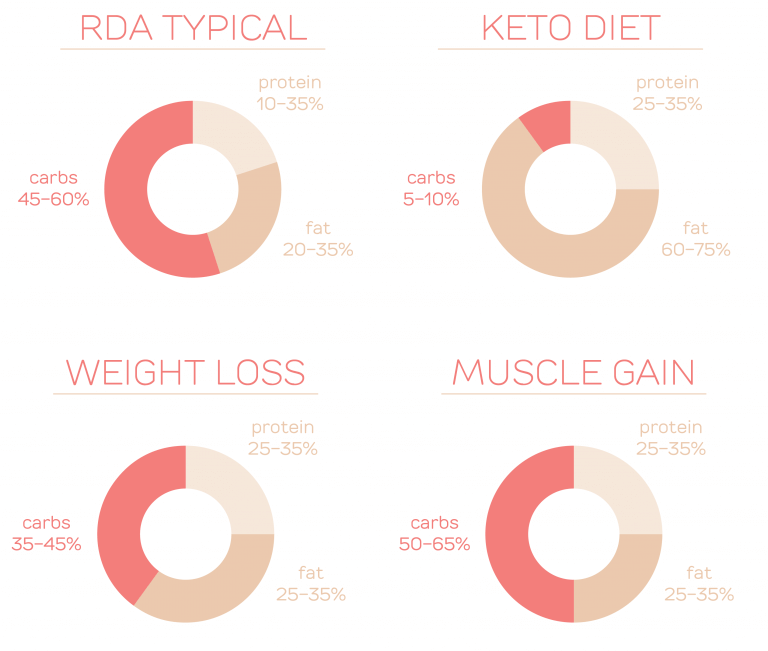 RDA TYPICAL
protein
10–35%
carbs
45–60%
fat
20–35%
KETO DIET
protein
25–35%
carbs
5–10%
fat
60–75%
WEIGHT LOSS
protein
25–35%
carbs
35–45%
fat
25–35%
MUSCLE GAIN
protein
25–35%
carbs
50–65%
fat
25–35%